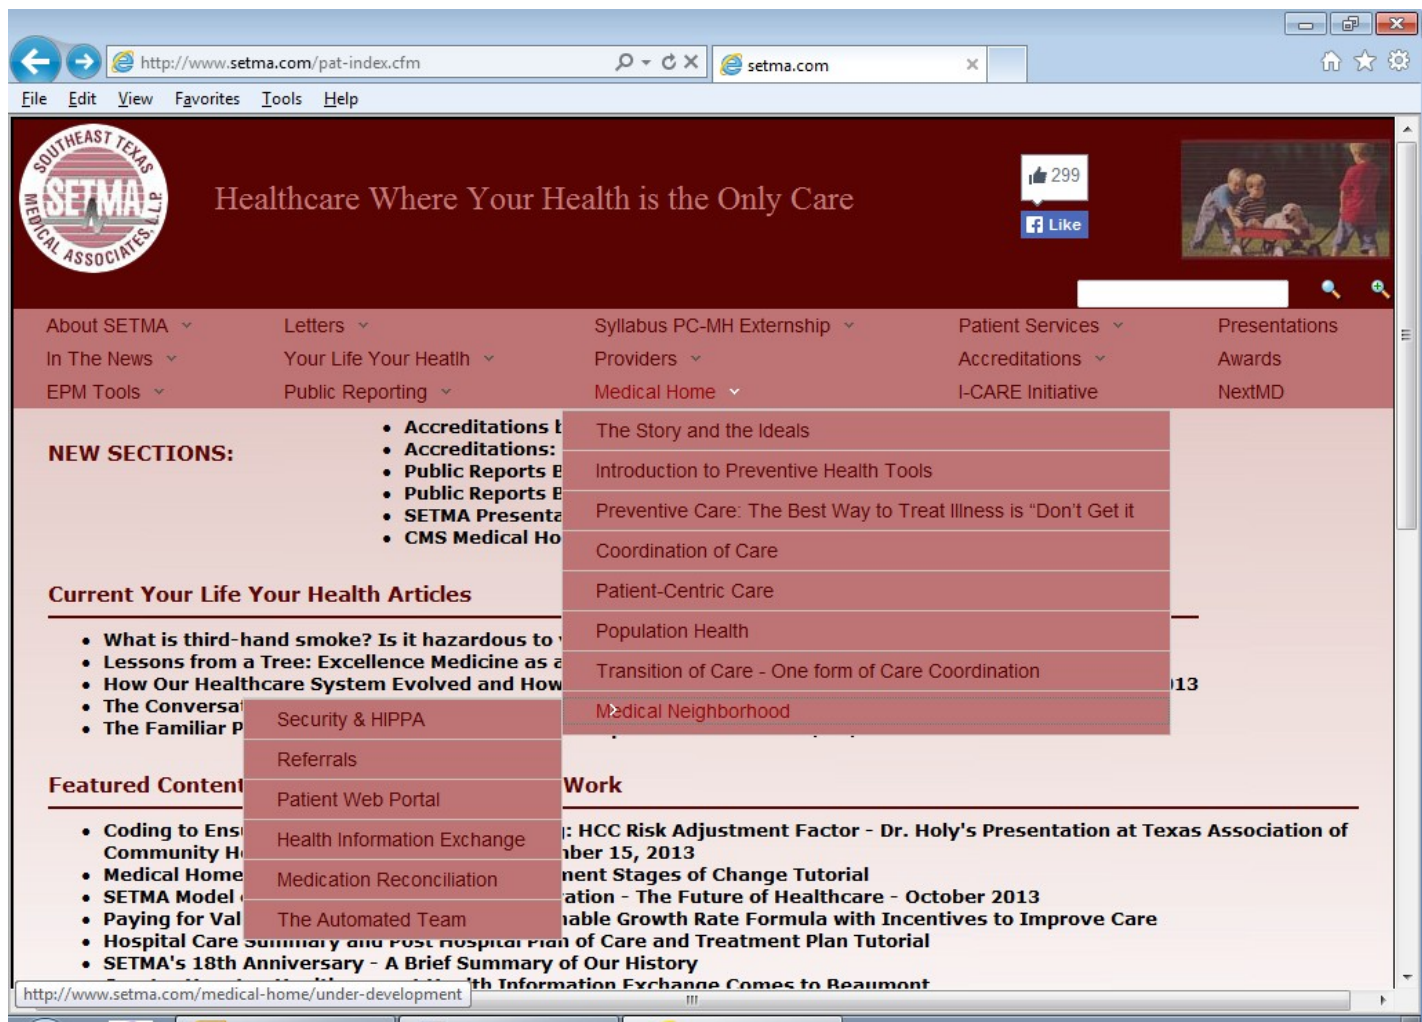 http://www.setma.com/pat-index.cfm
setma.com
File Edit View Favorites Tools Help
SOUTHEAST TEXAS
SETMA
MEDICAL ASSOCIATES, L.L.P.
Healthcare Where Your Health is the Only Care
299
Like
About SETMA Letters Syllabus PC-MH Externship Patient Services Presentations
In The News Your Life Your Heatlh Providers Accreditations Awards
EPM Tools Public Reporting Medical Home I-CARE Initiative NextMD
NEW SECTIONS:
• Accreditations
• Accreditations:
• Public Reports
• Public Reports
• SETMA
• CMS Medical
The Story and the Ideals
Introduction to Preventive Health Tools
Preventive Care: The Best Way to Treat Illness is “Don't Get it
Coordination of Care
Patient-Centric Care
Population Health
Transition of Care - One form of Care Coordination
Medical Neighborhood
Current Your Life Your Health Articles
• What is third-hand smoke? Is it hazardous to
• Lessons from a Tree: Excellence Medicine as
• How Our Healthcare System Evolved and How 13
• The
• The Familiar
Security & HIPPA
Referrals
Patient Web Portal
Health Information Exchange
Medication Reconciliation
The Automated Team
Featured Content Work
• Coding to : HCC Risk Adjustment Factor - Dr. Holy's Presentation at Texas Association of
Community 15, 2013
• Medical Home Stages of Change Tutorial
• SETMA Model - The Future of Healthcare - October 2013
• Paying for Growth Rate Formula with Incentives to Improve Care
• Hospital Care Summary and Post Hospital Plan of Care and Treatment Plan Tutorial
• SETMA's 18th Anniversary - A Brief Summary of Our History
Information Exchange Comes to Beaumont
http://www.setma.com/medical-home/under-development